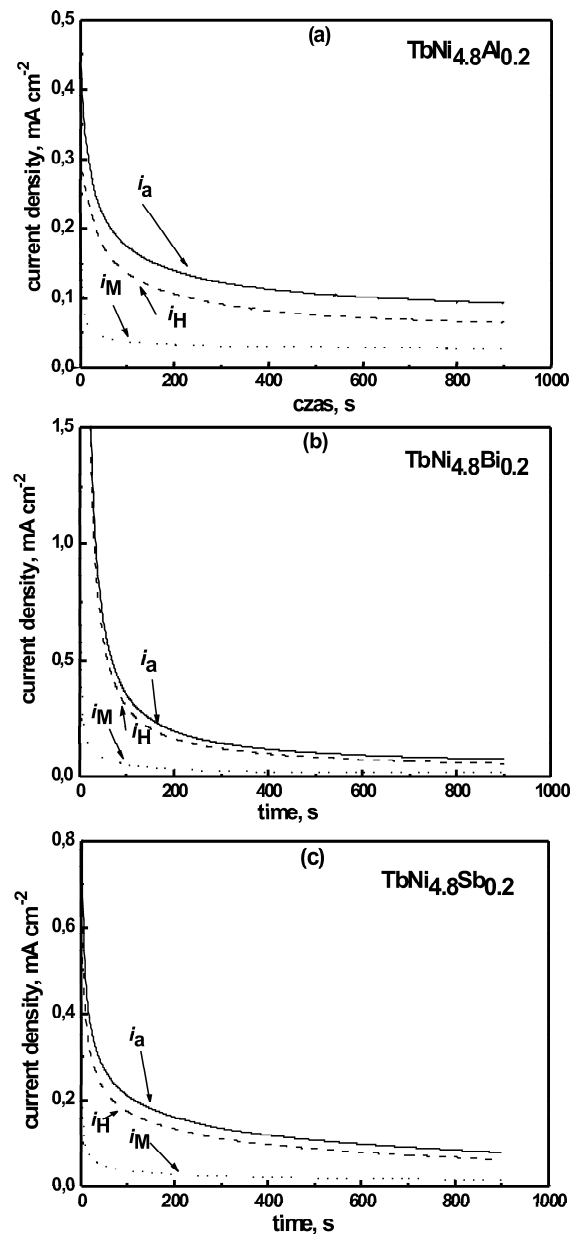 (a)
TbNi4.8Al0.2
current density, mA cm-2
0,5
0,4
0,3
0,2
0,1
0,0
ia
iM
iH
0 200 400 600 800 1000
czas, s
(b)
TbNi4.8Bi0.2
current density, mA cm-2
1,5
1,0
0,5
0,0
ia
iM
iH
0 200 400 600 800 1000
time, s
(c)
TbNi4.8Sb0.2
current density, mA cm-2
0,8
0,6
0,4
0,2
0,0
ia
iH
iM
0 200 400 600 800 1000
time, s